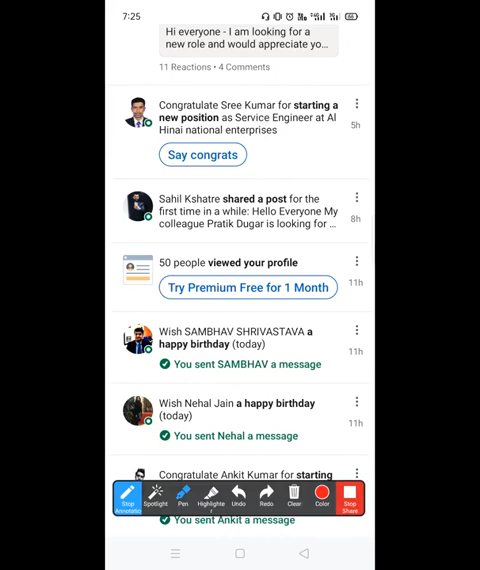 7:25
66
Hi everyone - I am looking for a
new role and would appreciate yo...
11 Reactions • 4 Comments
Congratulate Sree Kumar for starting a
new position as Service Engineer at Al
Hinai national enterprises
5h
Say congrats
Sahil Kshatre shared a post for the
first time in a while: Hello Everyone My
colleague Pratik Dugar is looking for ...
8h
50 people viewed your profile
11h
Try Premium Free for 1 Month
Wish SAMBHAV SHRIVASTAVA a
happy birthday (today)
11h
You sent SAMBHAV a message
Wish Nehal Jain a happy birthday
(today)
11h
You sent Nehal a message
Congratulate Ankit Kumar for starting
Stop
Annotatio
Spotlight
Pen
Highlighte
r
Undo
Redo
Clear
Color
Stop
Share
You sent Ankit a message